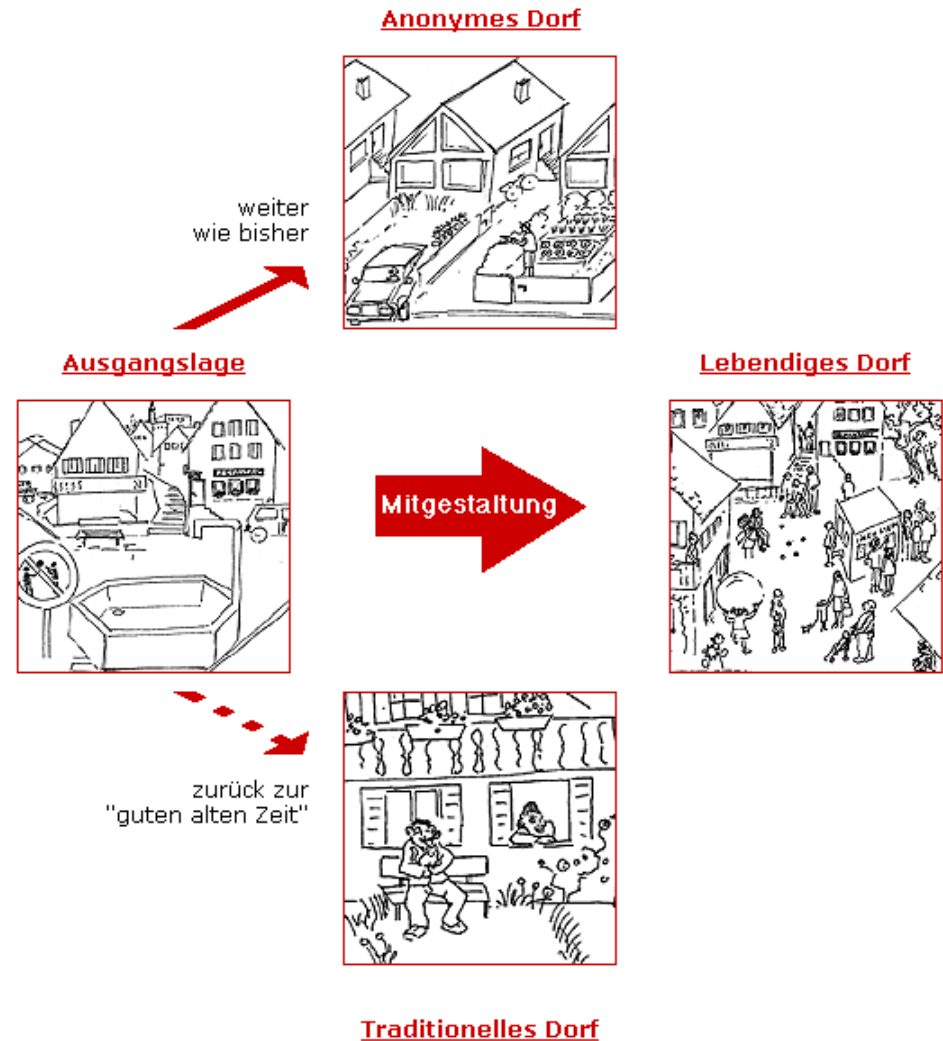 Anonymes Dorf
weiter
wie bisher
Ausgangslage
Lebendiges Dorf
Mitgestaltung
zurück zur
"guten alten Zeit"
Traditionelles Dorf